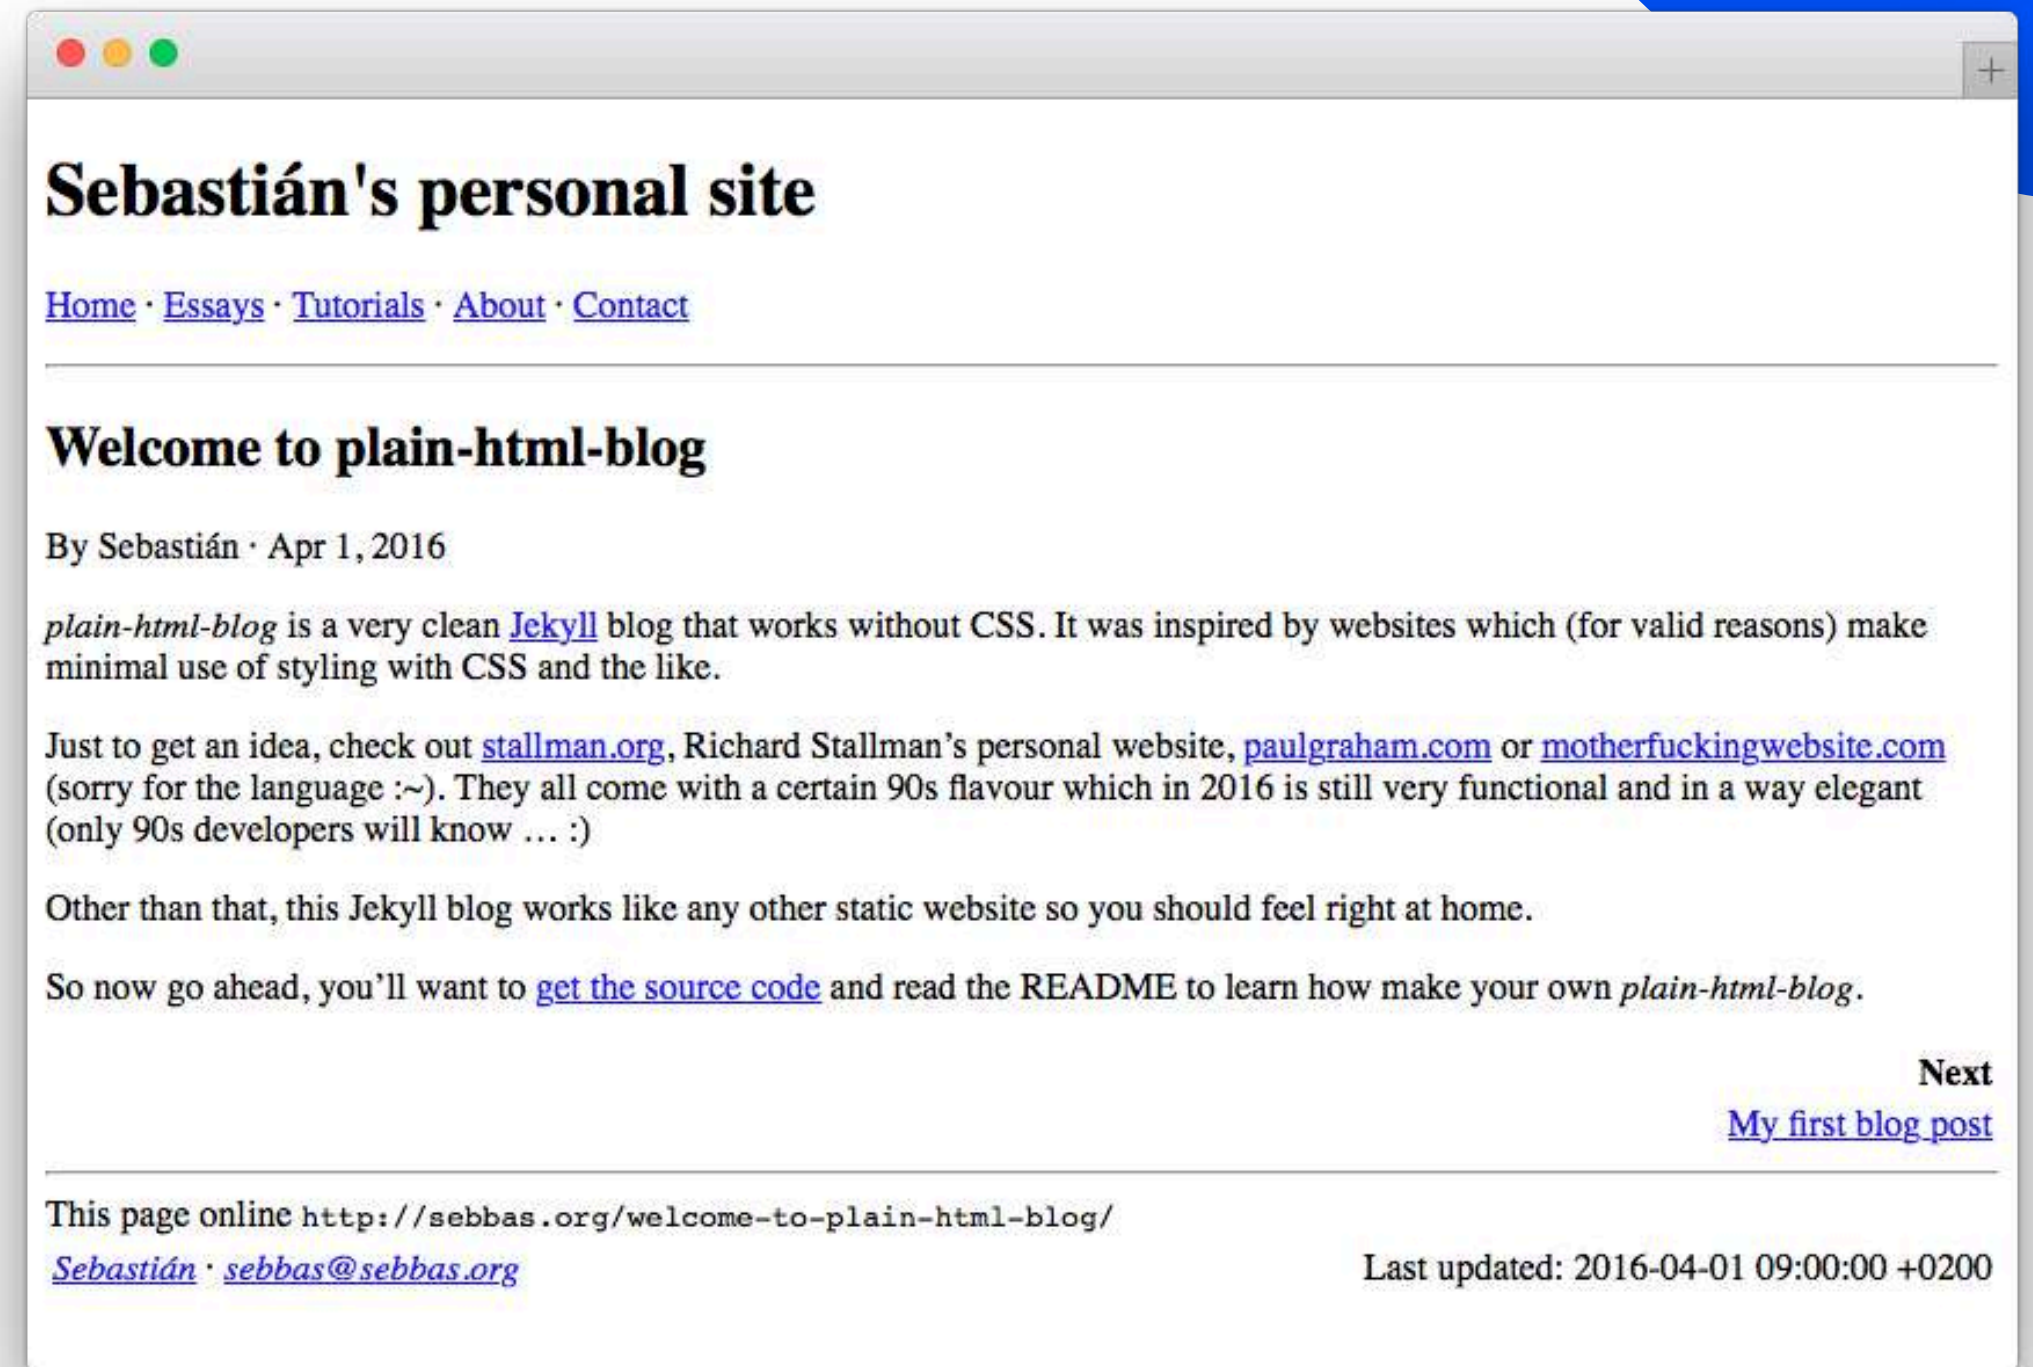 Sebastián's personal site
Home · Essays · Tutorials · About · Contact
Welcome to plain-html-blog
By Sebastián · Apr 1, 2016
plain-html-blog is a very clean Jekyll blog that works without CSS. It was inspired by websites which (for valid reasons) make
minimal use of styling with CSS and the like.
Just to get an idea, check out stallman.org, Richard Stallman’s personal website, paulgraham.com or motherfuckingwebsite.com
(sorry for the language :~). They all come with a certain 90s flavour which in 2016 is still very functional and in a way elegant
(only 90s developers will know … :)
Other than that, this Jekyll blog works like any other static website so you should feel right at home.
So now go ahead, you’ll want to get the source code and read the README to learn how make your own plain-html-blog.
Next
My first blog post
This page online http://sebbas.org/welcome-to-plain-html-blog/
Sebastián · sebbas@sebbas.org Last updated: 2016-04-01 09:00:00 +0200